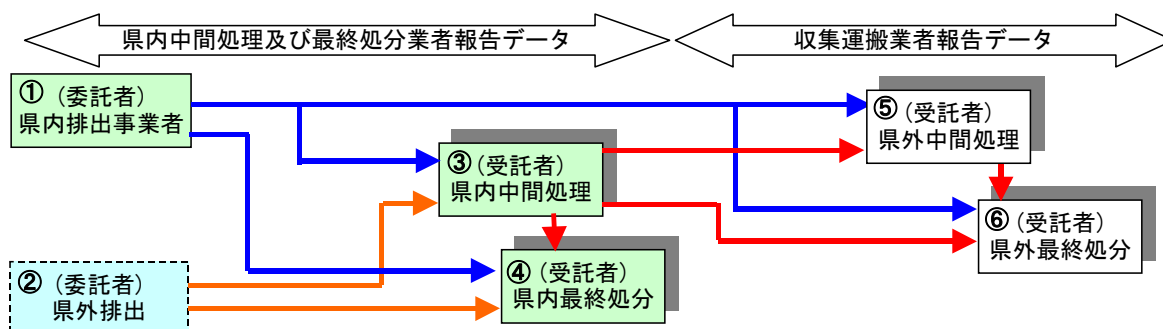 県内中間処理及び最終処分業者報告データ
収集運搬業者報告データ
①(委託者)
県内排出事業者
⑤(受託者)
県外中間処理
③(受託者)
県内中間処理
⑥(受託者)
県外最終処分
④(受託者)
県内最終処分
②(委託者)
県外排出